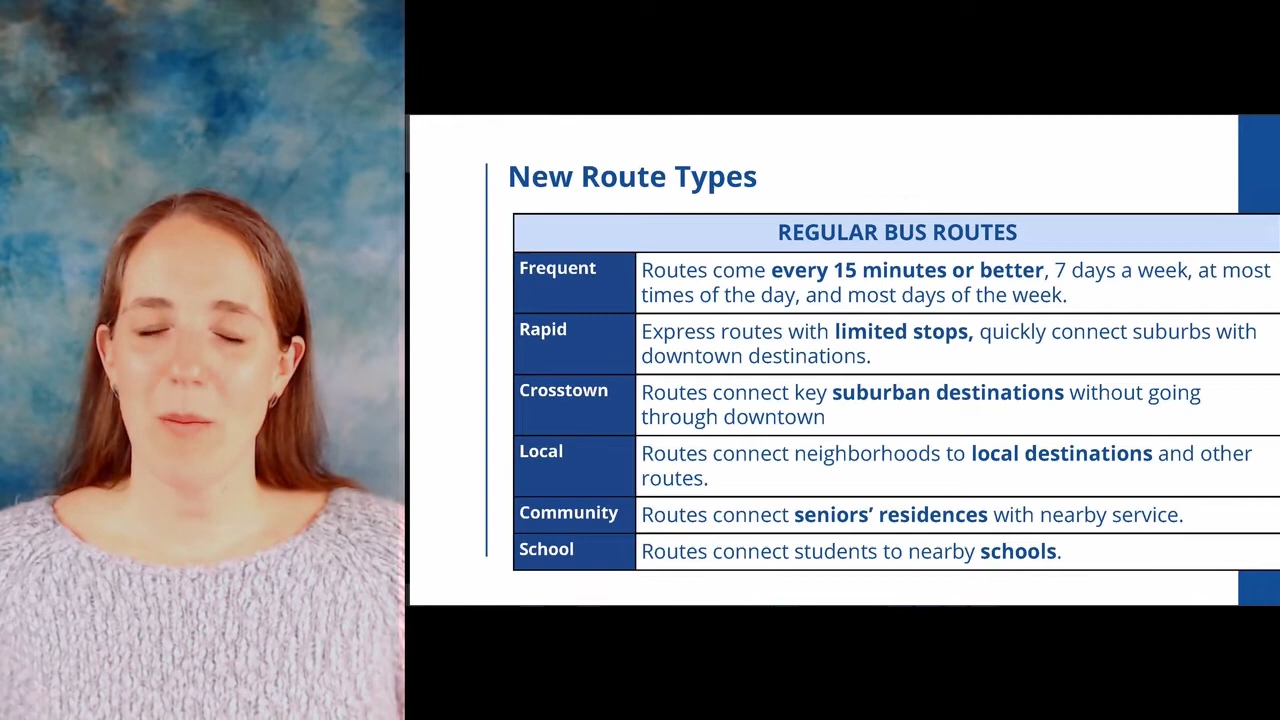 New Route Types
REGULAR BUS ROUTES
Frequent
Routes come every 15 minutes or better, 7 days a week, at most
times of the day, and most days of the week.
Rapid
Express routes with limited stops, quickly connect suburbs with
downtown destinations.
Crosstown
Routes connect key suburban destinations without going
through downtown
Local
Routes connect neighborhoods to local destinations and other
routes.
Community
Routes connect seniors’ residences with nearby service.
School
Routes connect students to nearby schools.